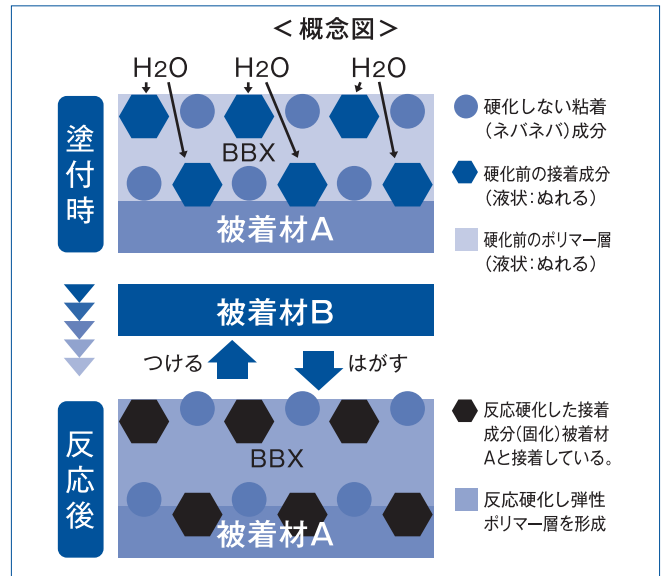 ＜概念図＞
H2O H2O H2O
塗付時
BBX
被着材A
硬化しない粘着
（ネバネバ）成分
硬化前の接着成分
（液状：ぬれる）
硬化前のポリマー層
（液状：ぬれる）
被着材B
つける はがす
反応後
BBX
被着材A
反応硬化した接着
成分（固化）被着材
Aと接着している。
反応硬化し弾性
ポリマー層を形成